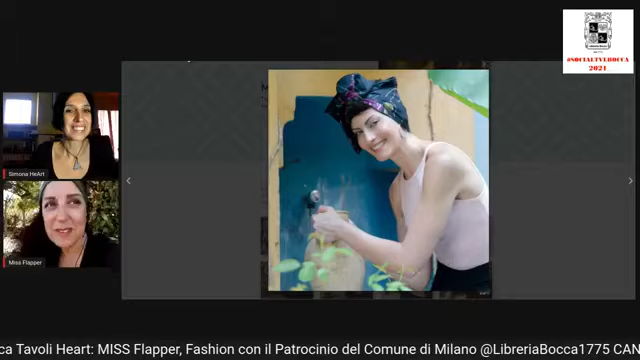 #SOCIALTVLBOCCA
2021
Simona HeArt
Miss Flapper
ca Tavoli Heart: MISS Flapper, Fashion con il Patrocinio del Comune di Milano @LibreriaBocca1775 CAN